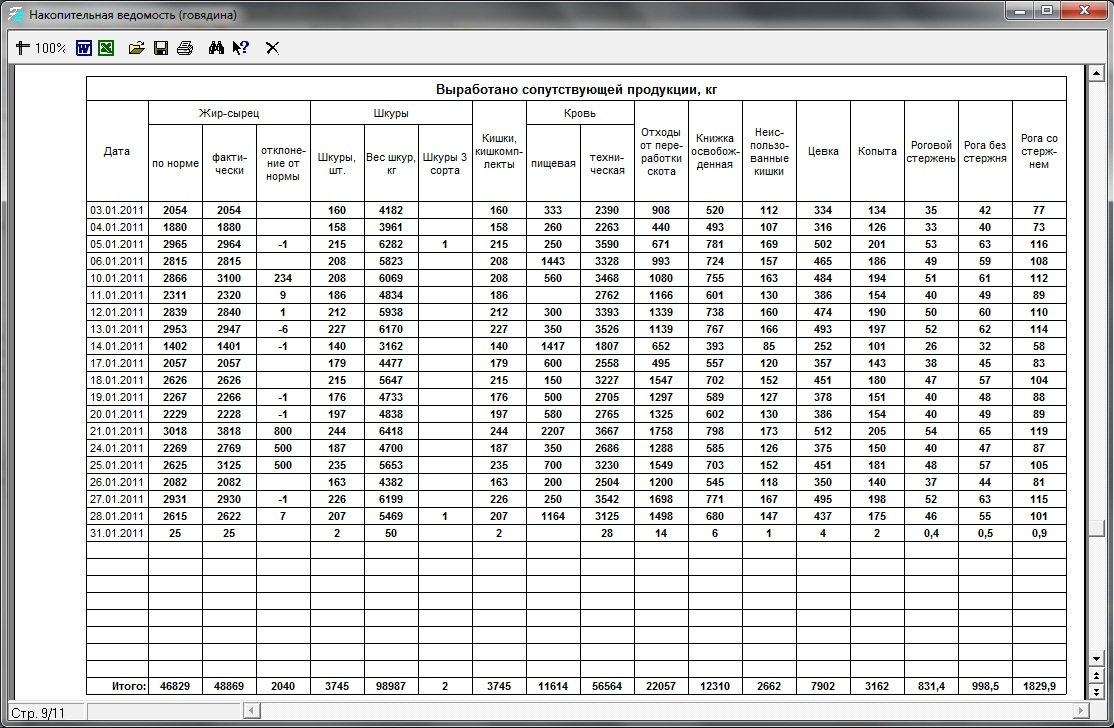 Накопительная ведомость (говядина)
100%
Выработано сопутствующей продукции, кг
Дата Жир-сырец Шкуры Кишки, кишкомп- лекты Кровь Отходы от пере- работки скота Книжка освобож- денная Неис- пользо- ванные кишки Цевка Копыта Роговой стержень Рога без стержня Рога со стерж- нем
по норме факти- чески отклоне- ние от нормы Шкуры, шт. Вес шкур, кг Шкуры 3 сорта пищевая техни- ческая
03.01.2011 2054 2054 160 4182 160 333 2390 908 520 112 334 134 35 42 77
04.01.2011 1880 1880 158 3961 158 260 2263 440 493 107 316 126 33 40 73
05.01.2011 2965 2964 -1 215 6282 1 215 250 3590 671 781 169 502 201 53 63 116
06.01.2011 2815 2815 208 5823 208 1443 3328 993 724 157 465 186 49 59 108
10.01.2011 2866 3100 234 208 6069 208 560 3468 1080 755 163 484 194 51 61 112
11.01.2011 2311 2320 9 186 4834 186 2762 1166 601 130 386 154 40 49 89
12.01.2011 2839 2840 1 212 5938 212 300 3393 1339 738 160 474 190 50 60 110
13.01.2011 2953 2947 -6 227 6170 227 350 3526 1139 767 166 493 197 52 62 114
14.01.2011 1402 1401 -1 140 3162 140 1417 1807 652 393 85 252 101 26 32 58
17.01.2011 2057 2057 179 4477 179 600 2558 495 557 120 357 143 38 45 83
18.01.2011 2626 2626 215 5647 215 150 3227 1547 702 152 451 180 47 57 104
19.01.2011 2267 2266 -1 176 4733 176 500 2705 1297 589 127 378 151 40 48 88
20.01.2011 2229 2228 -1 197 4838 197 580 2765 1325 602 130 386 154 40 49 89
21.01.2011 3018 3818 800 244 6418 244 2207 3667 1758 798 173 512 205 54 65 119
24.01.2011 2269 2769 500 187 4700 187 350 2686 1288 585 126 375 150 40 47 87
25.01.2011 2625 3125 500 235 5653 235 700 3230 1549 703 152 451 181 48 57 105
26.01.2011 2082 2082 163 4382 163 200 2504 1200 545 118 350 140 37 44 81
27.01.2011 2931 2930 -1 226 6199 226 250 3542 1698 771 167 495 198 52 63 115
28.01.2011 2615 2622 7 207 5469 1 207 1164 3125 1498 680 147 437 175 46 55 101
31.01.2011 25 25 2 50 2 28 14 6 1 4 2 0,4 0,5 0,9
Итого: 46829 48869 2040 3745 98987 2 3745 11614 56564 22057 12310 2662 7902 3162 831,4 998,5 1829,9
Стр. 9/11